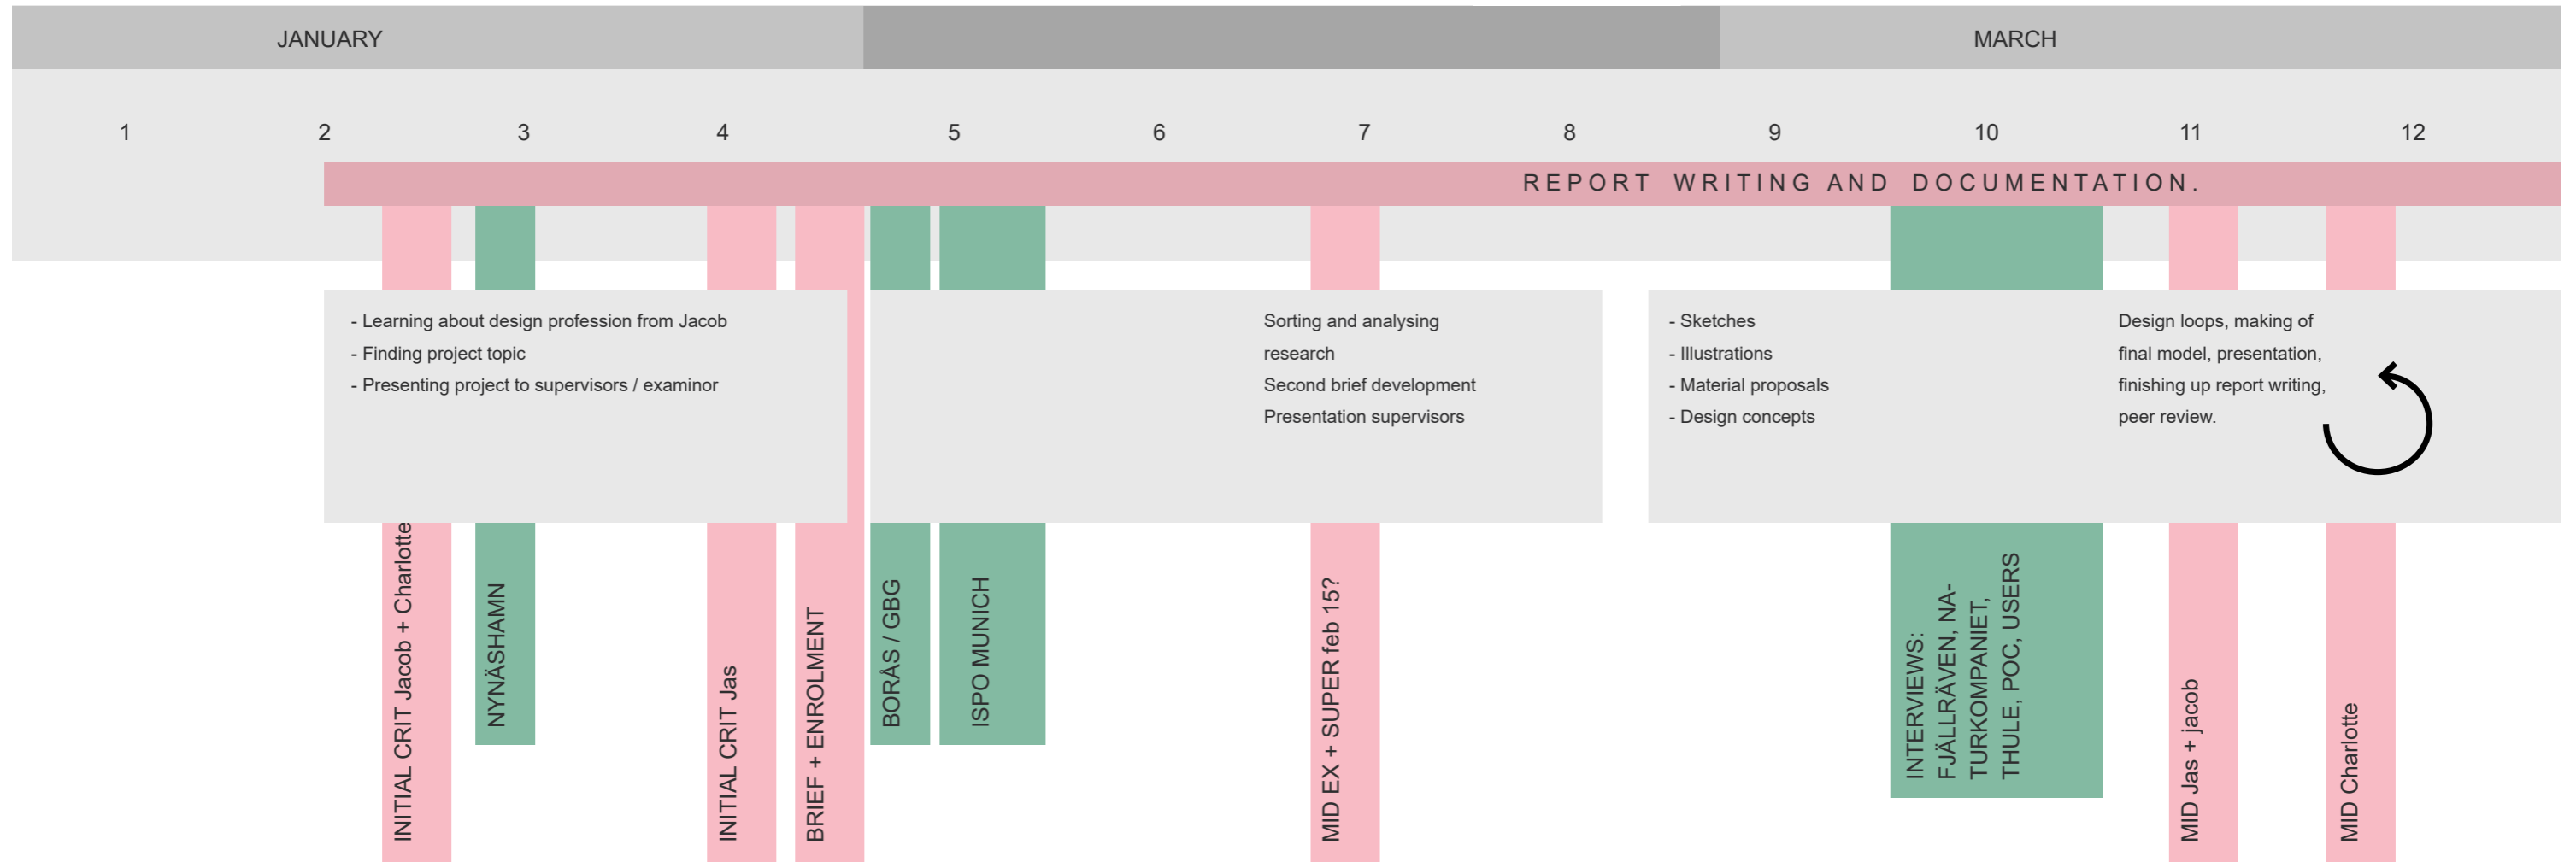 JANUARY
MARCH
1 2 3 4 5 6 7 8 9 10 11 12
REPORT WRITING AND DOCUMENTATION.
- Learning about design profession from Jacob
- Finding project topic
- Presenting project to supervisors / examinor
Sorting and analysing
research
Second brief development
Presentation supervisors
- Sketches
- Illustrations
- Material proposals
- Design concepts
Design loops, making of
final model, presentation,
finishing up report writing,
peer review.
INITIAL CRIT Jacob + Charlotte
NYNÄSHAMN
INITIAL CRIT Jas
BRIEF + ENROLMENT
BORÅS / GBG
ISPO MUNICH
MID EX + SUPER feb 15?
INTERVIEWS:
FJÄLLRÄVEN, NA-
TURKOMPANIET,
THULE, POC, USERS
MID Jas + jacob
MID Charlotte